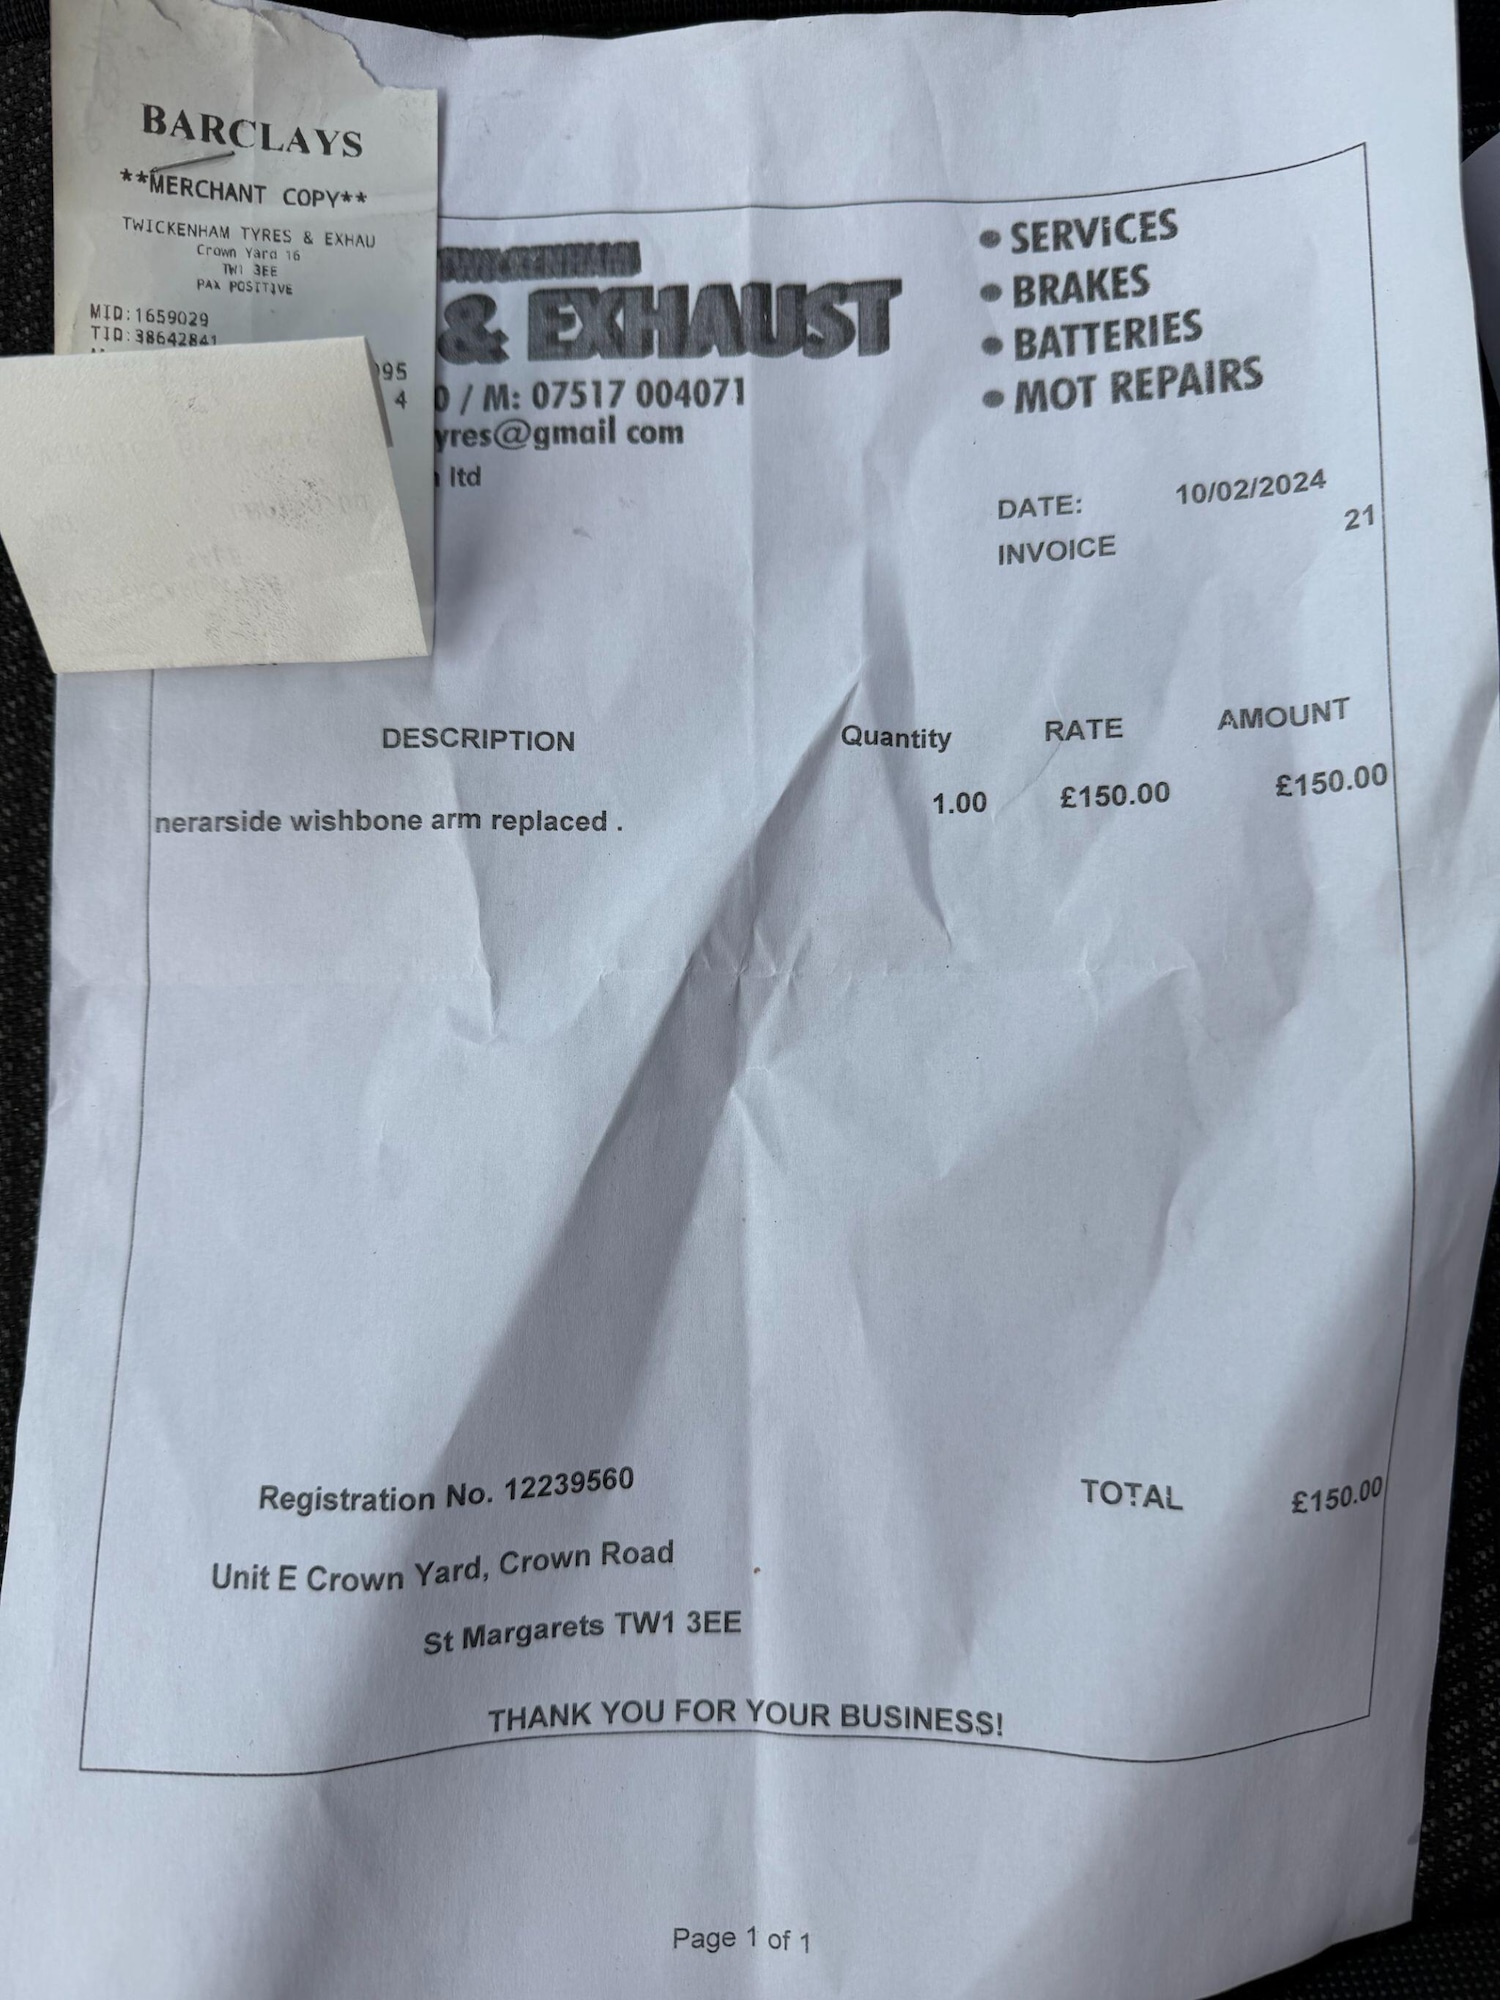 BARCLAYS
**MERCHANT COPY**
TWICKENHAM TYRES & EXHAU
Crown Yard 16
TW1 3EE
PAX POSITIVE
MID:1659029
TID:38642841
95
4
TWICKENHAM
& EXHAUST
0 / M: 07517 004071
yres@gmail com
ltd
• SERVICES
• BRAKES
• BATTERIES
• MOT REPAIRS
DATE: 10/02/2024
INVOICE 21
DESCRIPTION Quantity RATE AMOUNT
nerarside wishbone arm replaced . 1.00 £150.00 £150.00
Registration No. 12239560
TOTAL £150.00
Unit E Crown Yard, Crown Road
St Margarets TW1 3EE
THANK YOU FOR YOUR BUSINESS!
Page 1 of 1